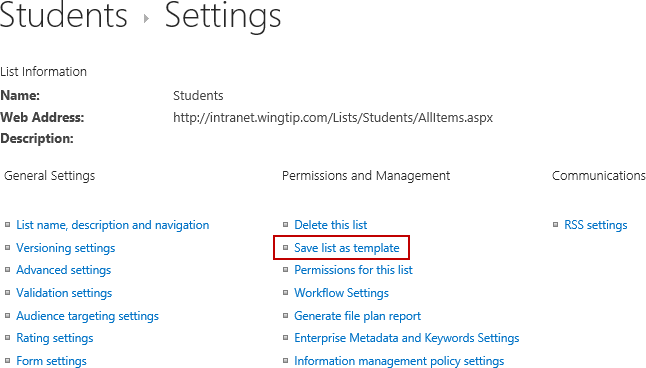 Students ▸ Settings
List Information
Name: Students
Web Address: http://intranet.wingtip.com/Lists/Students/AllItems.aspx
Description:
General Settings Permissions and Management Communications
List name, description and navigation Delete this list RSS settings
Versioning settings Save list as template
Advanced settings Permissions for this list
Validation settings Workflow Settings
Audience targeting settings Generate file plan report
Rating settings Enterprise Metadata and Keywords Settings
Form settings Information management policy settings